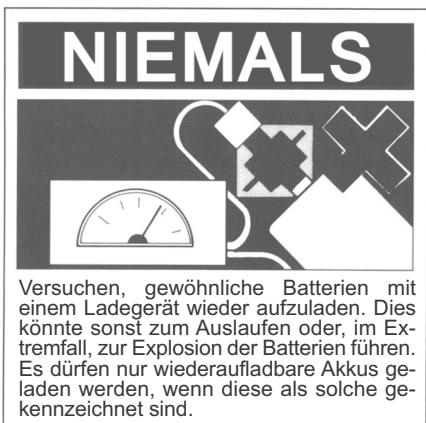 NIEMALS
Versuchen, gewöhnliche Batterien mit
einem Ladegerät wieder aufzuladen. Dies
könnte sonst zum Auslaufen oder, im Ex-
tremfall, zur Explosion der Batterien führen.
Es dürfen nur wiederaufladbare Akkus ge-
laden werden, wenn diese als solche ge-
kennzeichnet sind.